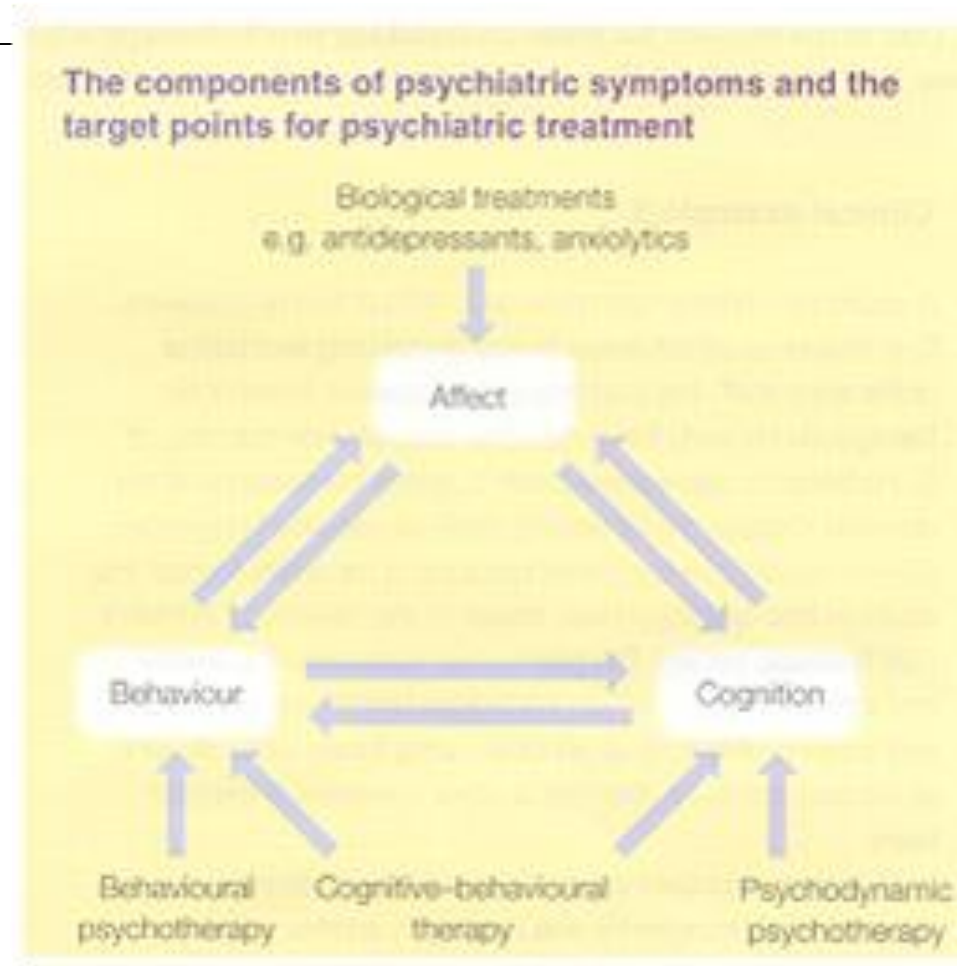 The components of psychiatric symptoms and the
target points for psychiatric treatment
Biological treatments
e.g. antidepressants, anxiolytics
Affect
Behaviour
Cognition
Behavioural
psychotherapy
Cognitive-behavioural
therapy
Psychodynamic
psychotherapy